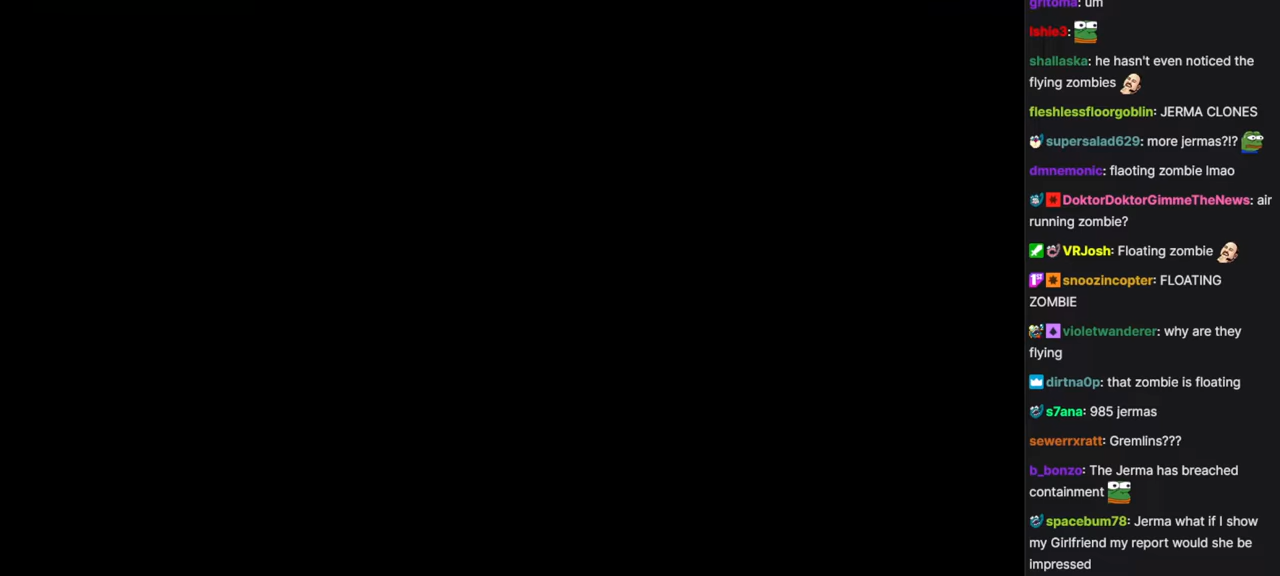 gritoma: um
Ishie3:
shallaska: he hasn't even noticed the
flying zombies
fleshlessfloorgoblin: JERMA CLONES
supersalad629: more jermas?!?
dmnemonic: flaoting zombie lmao
DoktorDoktorGimmeTheNews: air
running zombie?
VRJosh: Floating zombie
snoozincopter: FLOATING
ZOMBIE
violetwanderer: why are they
flying
dirtna0p: that zombie is floating
s7ana: 985 jermas
sewerrxratt: Gremlins???
b_bonzo: The Jerma has breached
containment
spacebum78: Jerma what if I show
my Girlfriend my report would she be
impressed